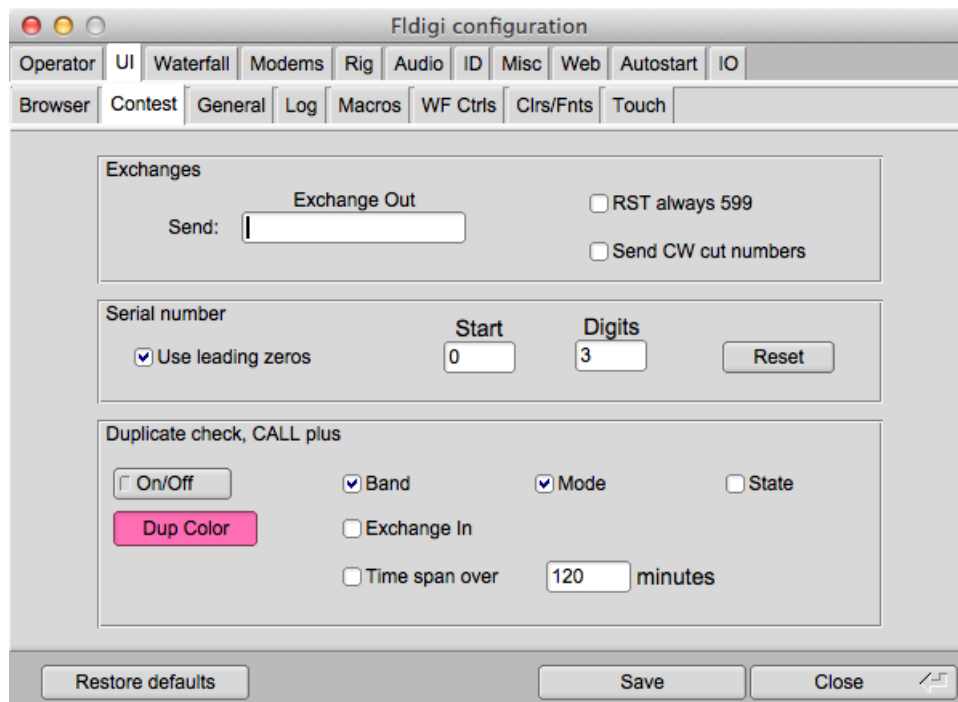 Fldigi configuration
Operator UI Waterfall Modems Rig Audio ID Misc Web Autostart IO
Browser Contest General Log Macros WF Ctrls Clrs/Fnts Touch
Exchanges
Exchange Out
RST always 599
Send:
Send CW cut numbers
Serial number
Start Digits
Use leading zeros 0 3 Reset
Duplicate check, CALL plus
On/Off Band Mode State
Dup Color Exchange In
Time span over 120 minutes
Restore defaults Save Close